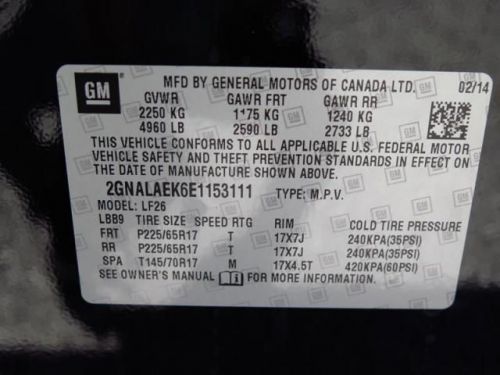 GM
MFD BY GENERAL MOTORS OF CANADA LTD. 02/14
GVWR GAWR FRT GAWR RR
2250 KG 1175 KG 1240 KG
4960 LB 2590 LB 2733 LB
THIS VEHICLE CONFORMS TO ALL APPLICABLE U.S. FEDERAL MOTOR
VEHICLE SAFETY AND THEFT PREVENTION STANDARDS IN EFFECT ON
THE DATE OF MANUFACTURE SHOWN ABOVE.
2GNALAEK6E1153111 TYPE: M.P.V.
MODEL: LF26
LBB9 TIRE SIZE SPEED RTG RIM COLD TIRE PRESSURE
FRT P225/65R17 T 17X7J 240KPA(35PSI)
RR P225/65R17 T 17X7J 240KPA(35PSI)
SPA T145/70R17 M 17X4.5T 420KPA(60PSI)
SEE OWNER'S MANUAL FOR MORE INFORMATION.